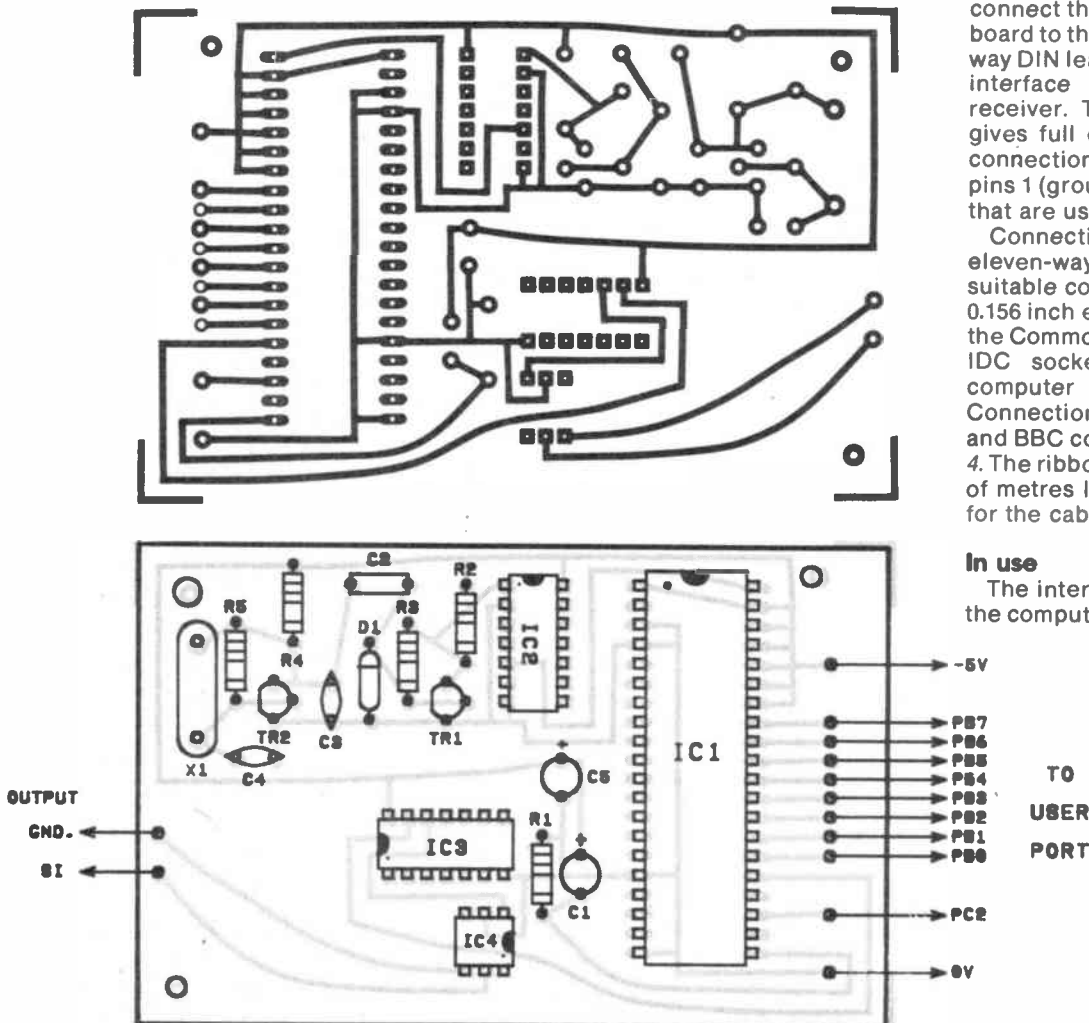 connect th
board to th
way DIN lea
interface
receiver. T
gives full
connection
pins 1 (grou
that are us
Connecti
eleven-way
suitable co
0.156 inch e
the Commo
IDC socke
computer
Connection
and BBC co
4. The ribbo
of metres l
for the cab
In use
The inter
the comput
C2
R2
R5
R3
D1
IC2
R4
TR2
C3
TR1
X1
C4
IC1
C5
R1
IC3
C1
IC4
OUTPUT
GND.
SI
-5V
PB7
PB6
PB5
PB4
PB3
PB2
PB1
PB0
PC2
0V
TO
USER
PORT